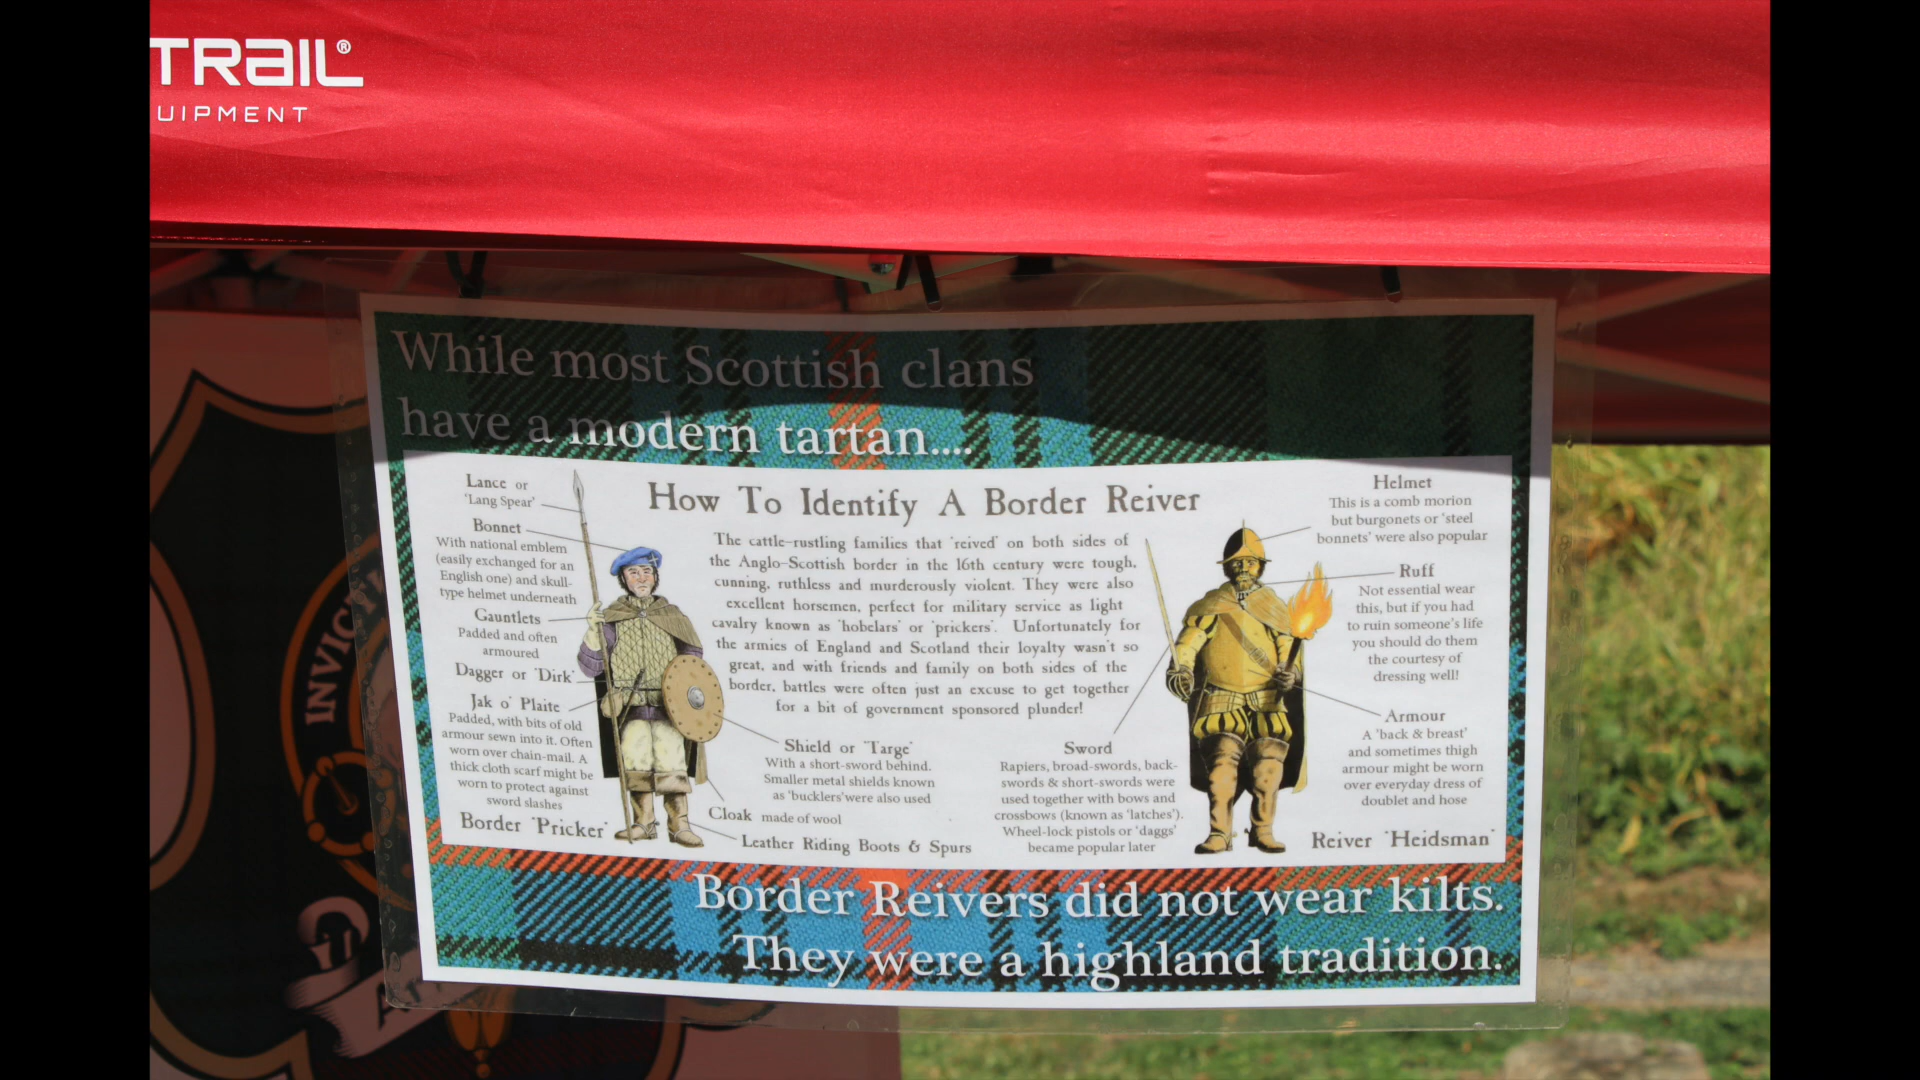 TRAIL®
UIPMENT
While most Scottish clans
have a modern tartan....
How To Identify A Border Reiver
The cattle-rustling families that 'reived' on both sides of
the Anglo-Scottish border in the 16th century were tough,
cunning, ruthless and murderously violent. They were also
excellent horsemen, perfect for military service as light
cavalry known as 'hobelars' or 'prickers'. Unfortunately for
the armies of England and Scotland their loyalty wasn't so
great, and with friends and family on both sides of the
border, battles were often just an excuse to get together
for a bit of government sponsored plunder!
Lance or
'Lang Spear'
Bonnet
With national emblem
(easily exchanged for an
English one) and skull-
type helmet underneath
Gauntlets
Padded and often
armoured
Dagger or 'Dirk'
Jak o' Plaite
Padded, with bits of old
armour sewn into it. Often
worn over chain-mail. A
thick cloth scarf might be
worn to protect against
sword slashes
Border 'Pricker'
Shield or 'Targe'
With a short-sword behind.
Smaller metal shields known
as 'bucklers'were also used
Cloak made of wool
Leather Riding Boots & Spurs
Sword
Rapiers, broad-swords, back-
swords & short-swords were
used together with bows and
crossbows (known as 'latches').
Wheel-lock pistols or 'daggs'
became popular later
Helmet
This is a comb morion
but burgonets or 'steel
bonnets' were also popular
Ruff
Not essential wear
this, but if you had
to ruin someone's life
you should do them
the courtesy of
dressing well!
Armour
A 'back & breast'
and sometimes thigh
armour might be worn
over everyday dress of
doublet and hose
Reiver 'Heidsman'
Border Reivers did not wear kilts.
They were a highland tradition.
INVICT